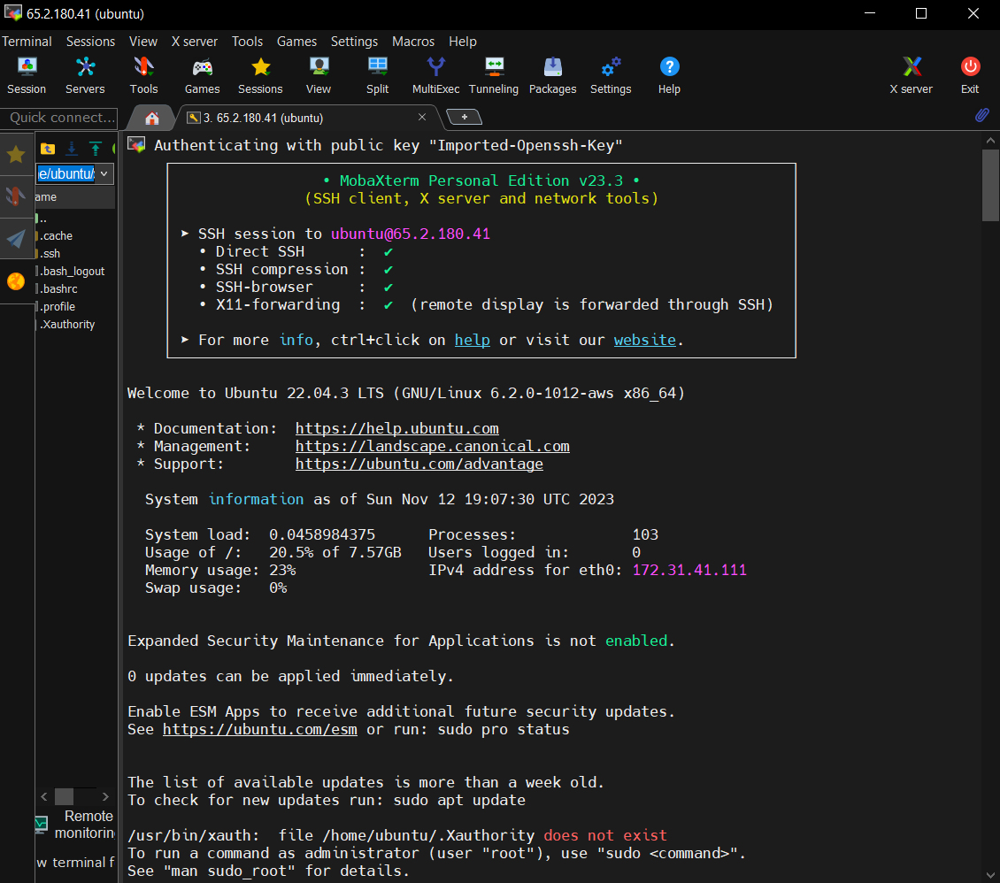 65.2.180.41 (ubuntu)
Terminal Sessions View X server Tools Games Settings Macros Help
Session Servers Tools Games Sessions View Split MultiExec Tunneling Packages Settings Help X server Exit
Quick connect...
3. 65.2.180.41 (ubuntu)
e/ubuntu/
ame
..
.cache
.ssh
.bash_logout
.bashrc
.profile
.Xauthority
Remote
monitorin
w terminal f
Authenticating with public key "Imported-Openssh-Key"
• MobaXterm Personal Edition v23.3 •
(SSH client, X server and network tools)
➤ SSH session to ubuntu@65.2.180.41
• Direct SSH : ✔
• SSH compression : ✔
• SSH-browser : ✔
• X11-forwarding : ✔ (remote display is forwarded through SSH)
➤ For more info, ctrl+click on help or visit our website.
Welcome to Ubuntu 22.04.3 LTS (GNU/Linux 6.2.0-1012-aws x86_64)
* Documentation: https://help.ubuntu.com
* Management: https://landscape.canonical.com
* Support: https://ubuntu.com/advantage
System information as of Sun Nov 12 19:07:30 UTC 2023
System load: 0.0458984375 Processes: 103
Usage of /: 20.5% of 7.57GB Users logged in: 0
Memory usage: 23% IPv4 address for eth0: 172.31.41.111
Swap usage: 0%
Expanded Security Maintenance for Applications is not enabled.
0 updates can be applied immediately.
Enable ESM Apps to receive additional future security updates.
See https://ubuntu.com/esm or run: sudo pro status
The list of available updates is more than a week old.
To check for new updates run: sudo apt update
/usr/bin/xauth: file /home/ubuntu/.Xauthority does not exist
To run a command as administrator (user "root"), use "sudo <command>".
See "man sudo_root" for details.